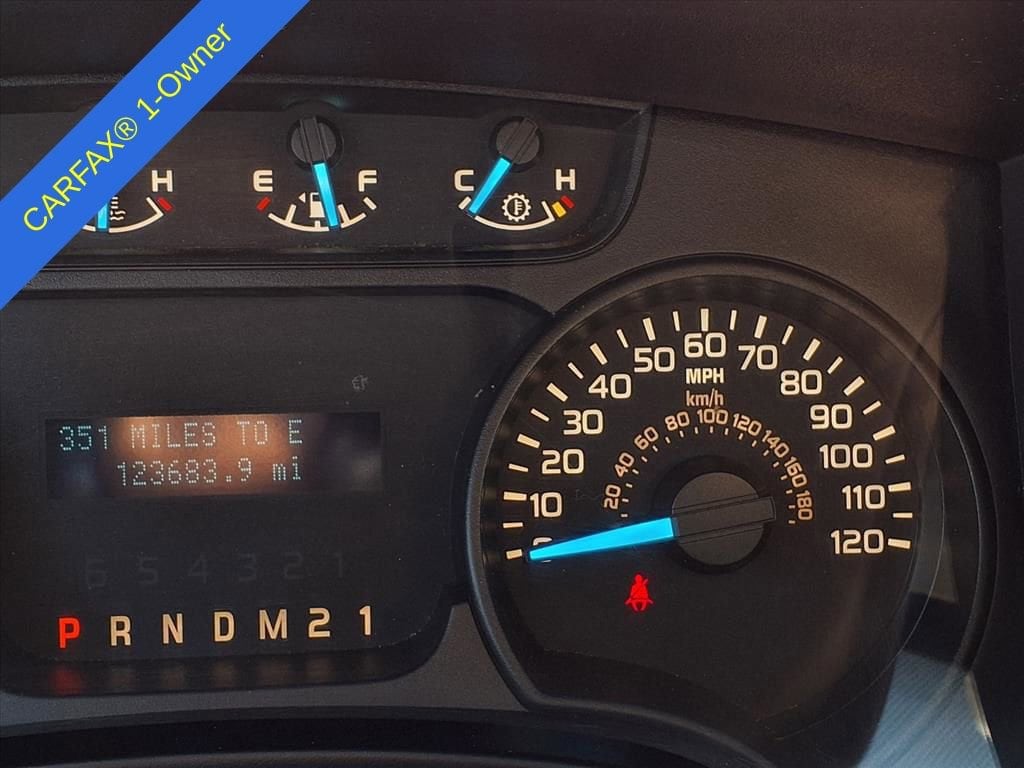 CARFAX® 1-Owner
H
E F
C H
351 MILES TO E
123683.9 mi
6 5 4 3 2 1
P R N D M 2 1
10 20 30 40 50 60 70 80 90 100 110 120
MPH
km/h
20 40 60 80 100 120 140 160 180